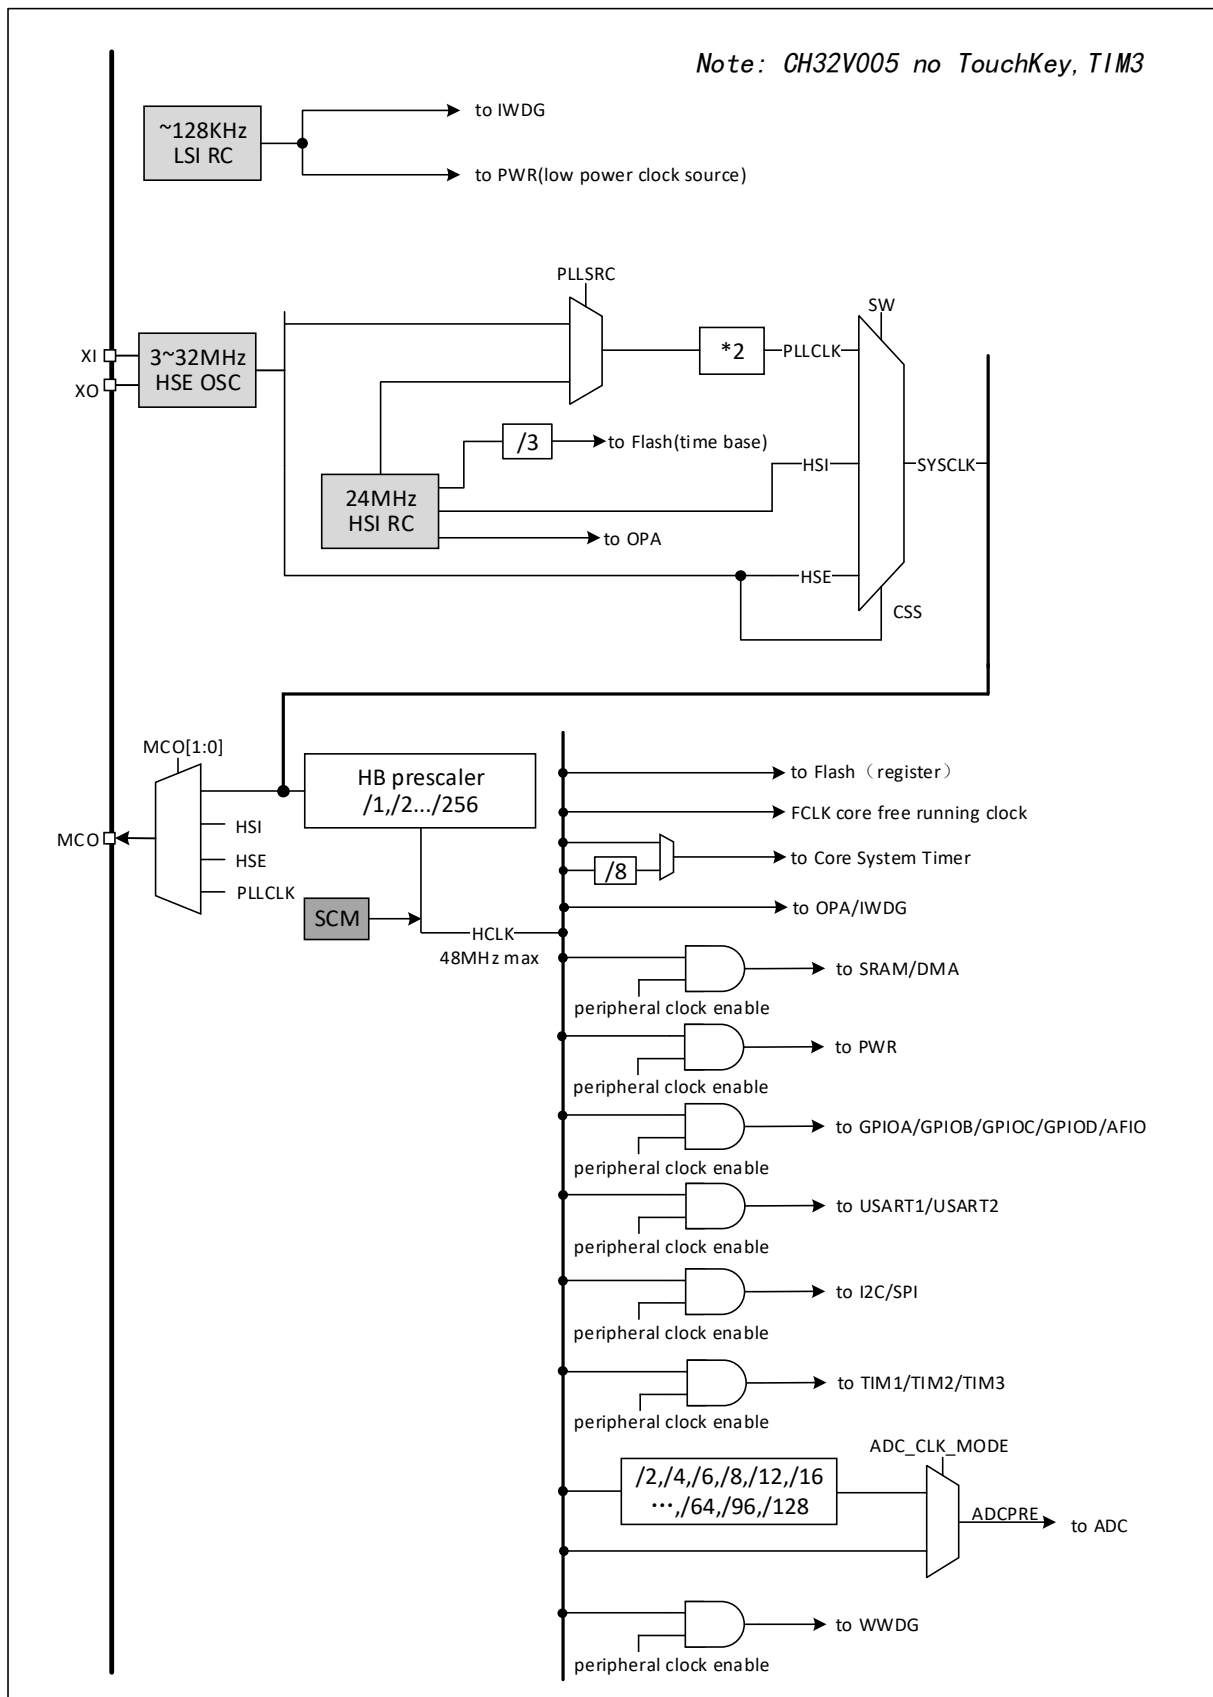 Note: CH32V005 no TouchKey, TIM3
~128KHz
LSI RC
to IWDG
to PWR(low power clock source)
PLLSRC
SW
XI
XO
3~32MHz
HSE OSC
*2
PLLCLK
/3
to Flash(time base)
HSI
SYSCLK
24MHz
HSI RC
to OPA
HSE
CSS
MCO[1:0]
HB prescaler
/1,/2.../256
HSI
MCO
HSE
PLLCLK
SCM
HCLK
48MHz max
to Flash（register）
FCLK core free running clock
/8
to Core System Timer
to OPA/IWDG
to SRAM/DMA
peripheral clock enable
to PWR
peripheral clock enable
to GPIOA/GPIOB/GPIOC/GPIOD/AFIO
peripheral clock enable
to USART1/USART2
peripheral clock enable
to I2C/SPI
peripheral clock enable
to TIM1/TIM2/TIM3
peripheral clock enable
ADC_CLK_MODE
/2,/4,/6,/8,/12,/16
…,/64,/96,/128
ADCPRE
to ADC
to WWDG
peripheral clock enable